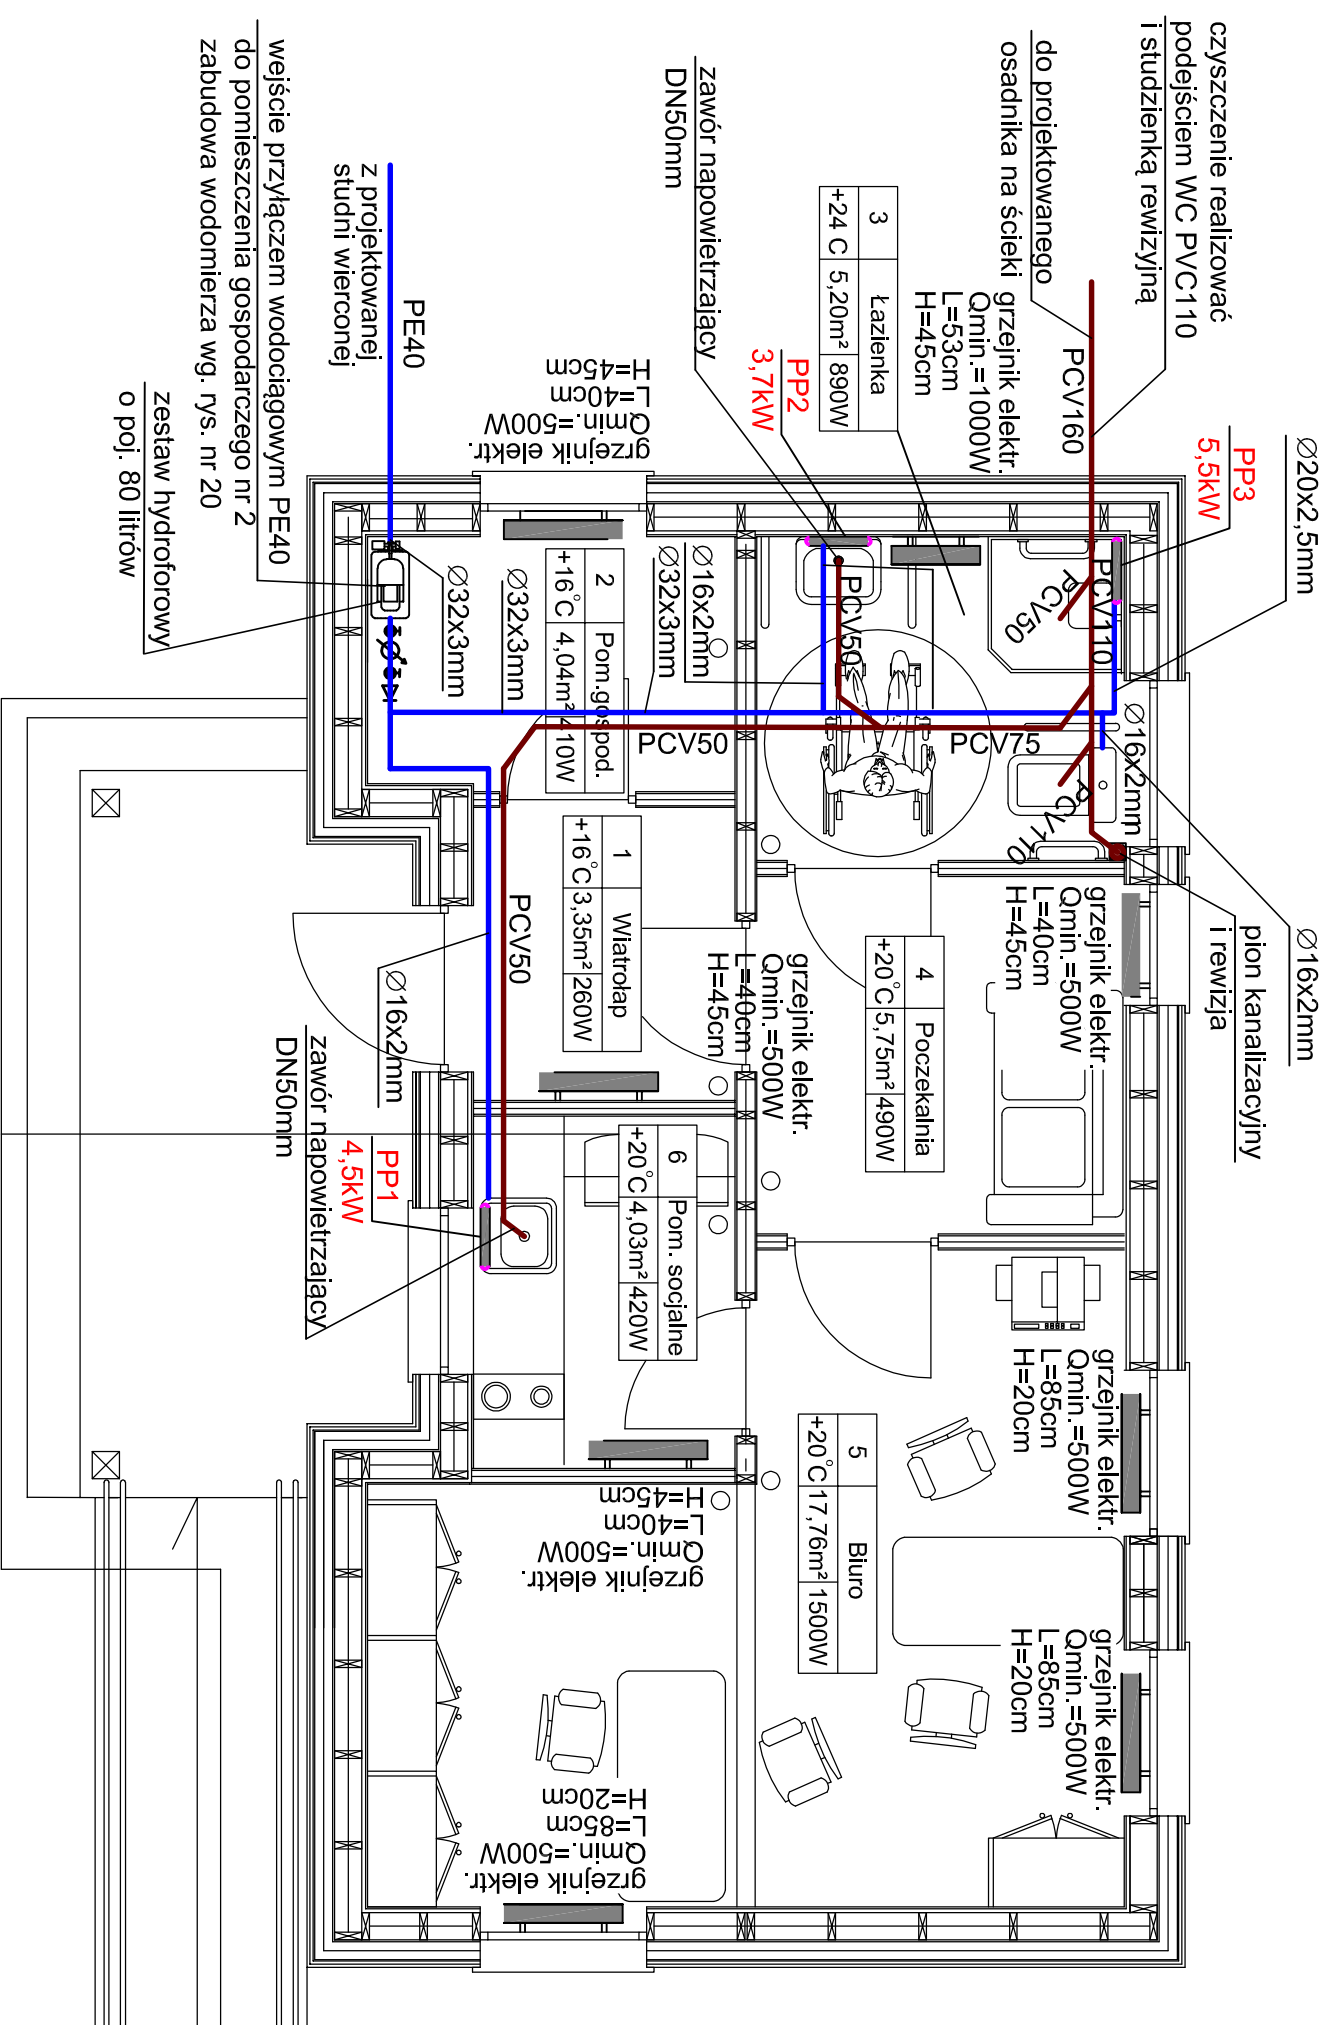 czyszczenie realizować
podejściem WC PVC110
i studzienką rewizyjną
do projektowanego
osadnika na ścieki
zawór napowietrzający
DN50mm
z projektowanej
studni wierconej
wejście przyłączem wodociągowym PE40
do pomieszczenia gospodarczego nr 2
zabudowa wodomierza wg. rys. nr 20
zestaw hydroforowy
o poj. 80 litrów
PE40
Ø20x2,5mm
PP3
5,5kW
PCV160
grzejnik elektr.
Qmin.=1000W
L=53cm
H=45cm
3
Łazienka
+24 C
5,20m²
890W
PP2
3,7kW
grzejnik elektr.
Qmin.=500W
L=40cm
H=45cm
PCV110
PCV50
PCV50
Ø16x2mm
Ø32x3mm
2
Pom.gospod.
+16°C
4,04m²
410W
Ø32x3mm
Ø32x3mm
Ø16x2mm
PCV110
PCV75
PCV50
Ø16x2mm
pion kanalizacyjny
i rewizja
grzejnik elektr.
Qmin.=500W
L=40cm
H=45cm
4
Poczekalnia
+20°C
5,75m²
490W
grzejnik elektr.
Qmin.=500W
L=40cm
H=45cm
1
Wiatrołap
+16°C
3,35m²
260W
PCV50
Ø16x2mm
zawór napowietrzający
DN50mm
PP1
4,5kW
6
Pom. socjalne
+20°C
4,03m²
420W
grzejnik elektr.
Qmin.=500W
L=85cm
H=20cm
5
Biuro
+20°C
17,76m²
1500W
grzejnik elektr.
Qmin.=500W
L=40cm
H=45cm
grzejnik elektr.
Qmin.=500W
L=85cm
H=20cm
grzejnik elektr.
Qmin.=500W
L=85cm
H=20cm